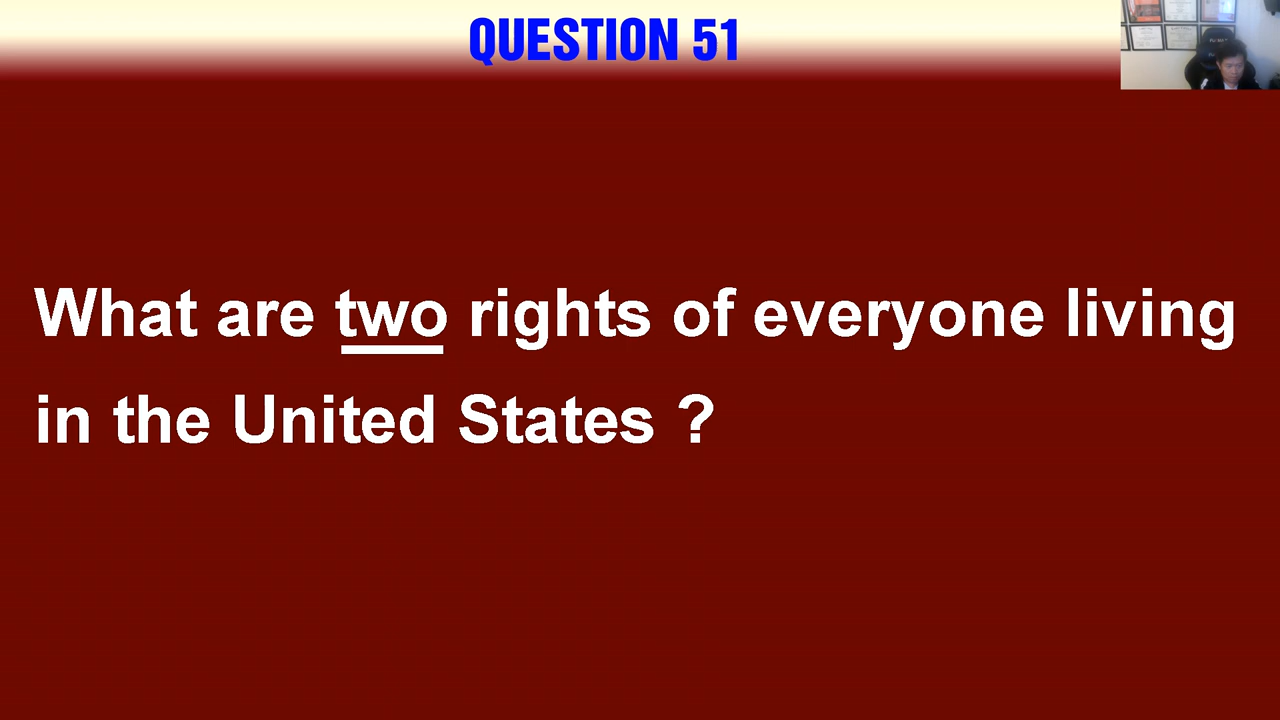 QUESTION 51
What are two rights of everyone living
in the United States ?